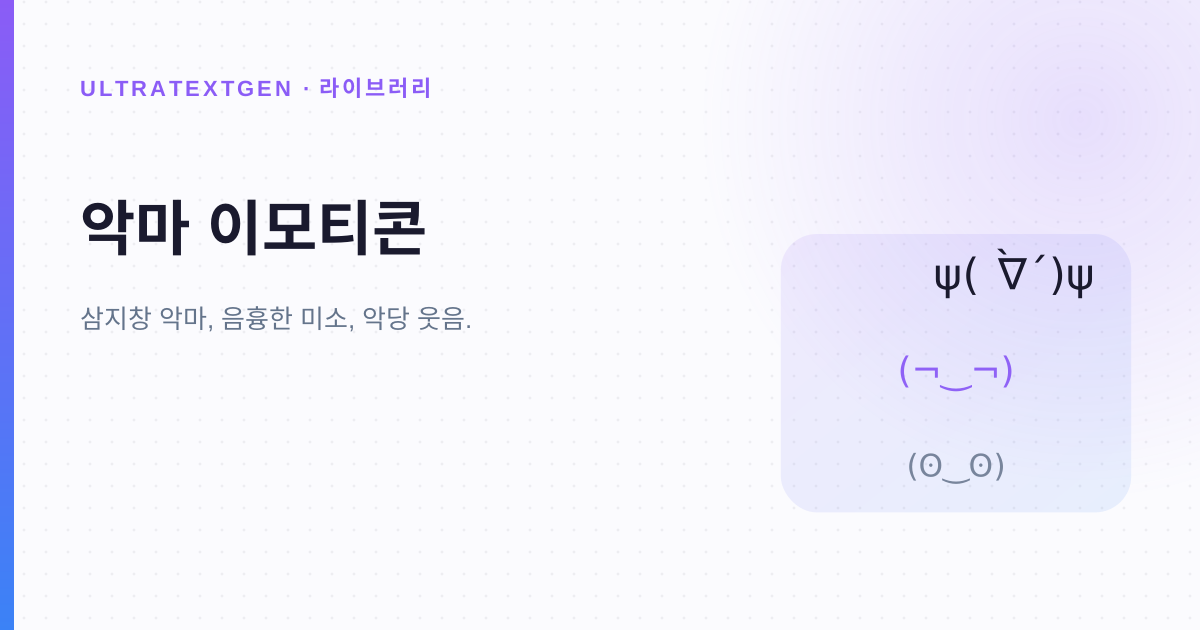 ULTRATEXTGEN · 라이브러리
악마 이모티콘
삼지창 악마, 음흉한 미소, 악당 웃음.
ψ( ̀∇´)ψ
(¬‿¬)
(ʘ‿ʘ)